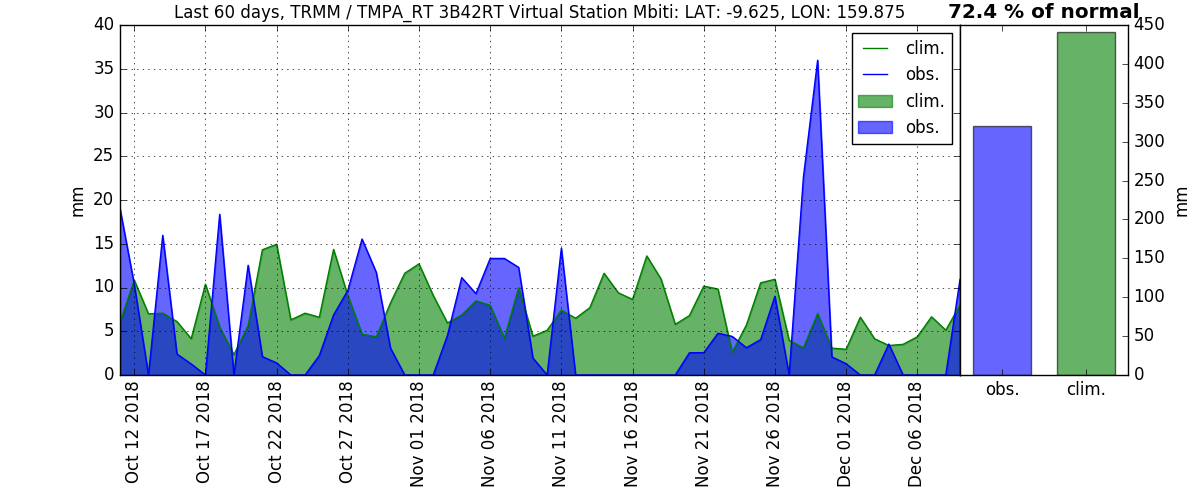 Last 60 days, TRMM / TMPA_RT 3B42RT Virtual Station Mbiti: LAT: -9.625, LON: 159.875
72.4 % of normal
40
35
30
25
20
15
10
5
0
mm
clim.
obs.
clim.
obs.
450
400
350
300
250
200
150
100
50
0
mm
Oct 12 2018
Oct 17 2018
Oct 22 2018
Oct 27 2018
Nov 01 2018
Nov 06 2018
Nov 11 2018
Nov 16 2018
Nov 21 2018
Nov 26 2018
Dec 01 2018
Dec 06 2018
obs.
clim.